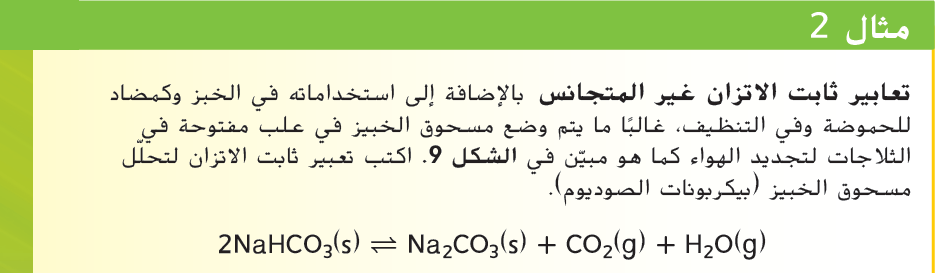 مثال 2
تعابير ثابت الاتزان غير المتجانس بالإضافة إلى استخداماته في الخبز وكمضاد
للحموضة وفي التنظيف، غالبًا ما يتم وضع مسحوق الخبيز في علب مفتوحة في
الثلاجات لتجديد الهواء كما هو مبيّن في الشكل 9. اكتب تعبير ثابت الاتزان لتحلّل
مسحوق الخبيز (بيكربونات الصوديوم).
2NaHCO₃(s) ⇌ Na₂CO₃(s) + CO₂(g) + H₂O(g)